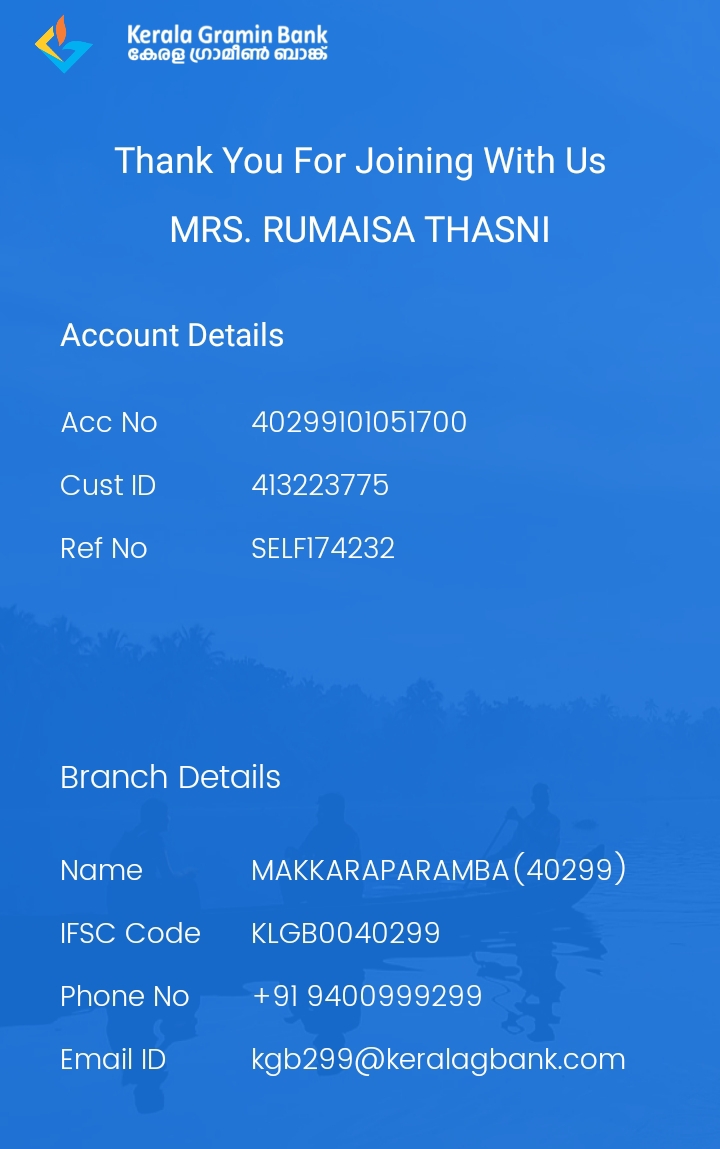 Kerala Gramin Bank
കേരള ഗ്രാമീൺ ബാങ്ക്
Thank You For Joining With Us
MRS. RUMAISA THASNI
Account Details
Acc No 40299101051700
Cust ID 413223775
Ref No SELF174232
Branch Details
Name MAKKARAPARAMBA(40299)
IFSC Code KLGB0040299
Phone No +91 9400999299
Email ID kgb299@keralagbank.com